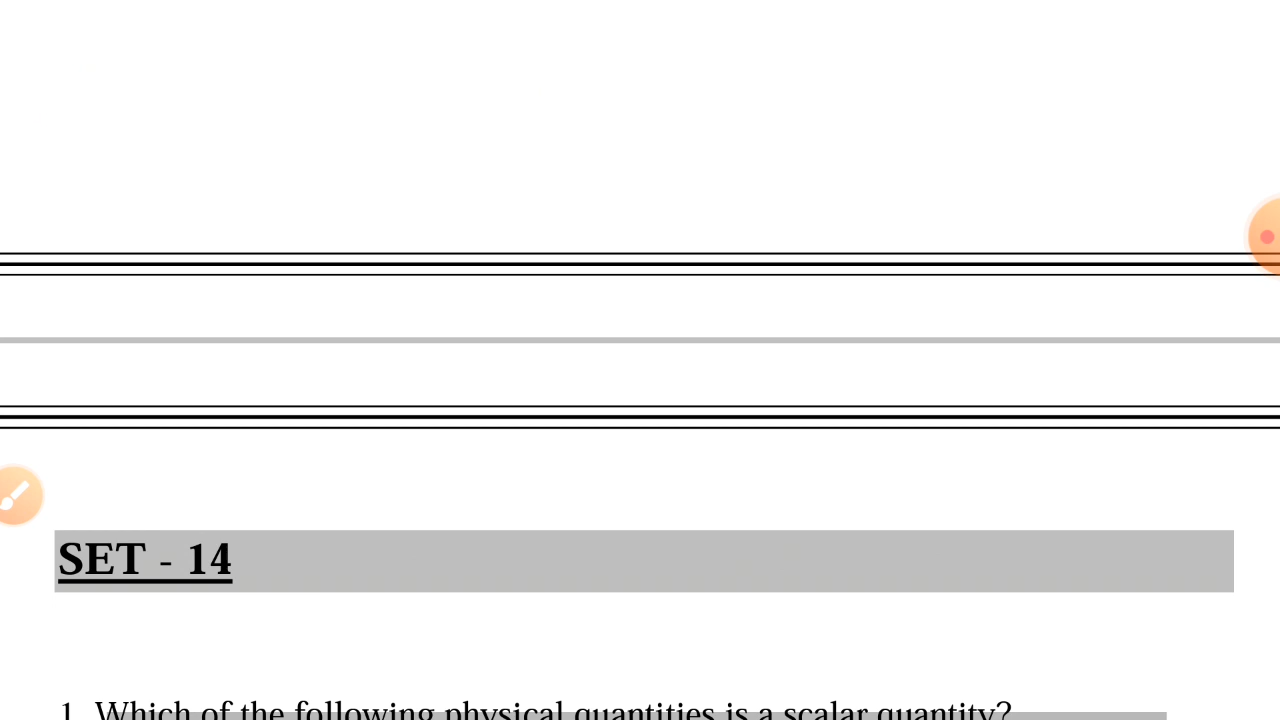 SET - 14
1. Which of the following physical quantities is a scalar quantity?